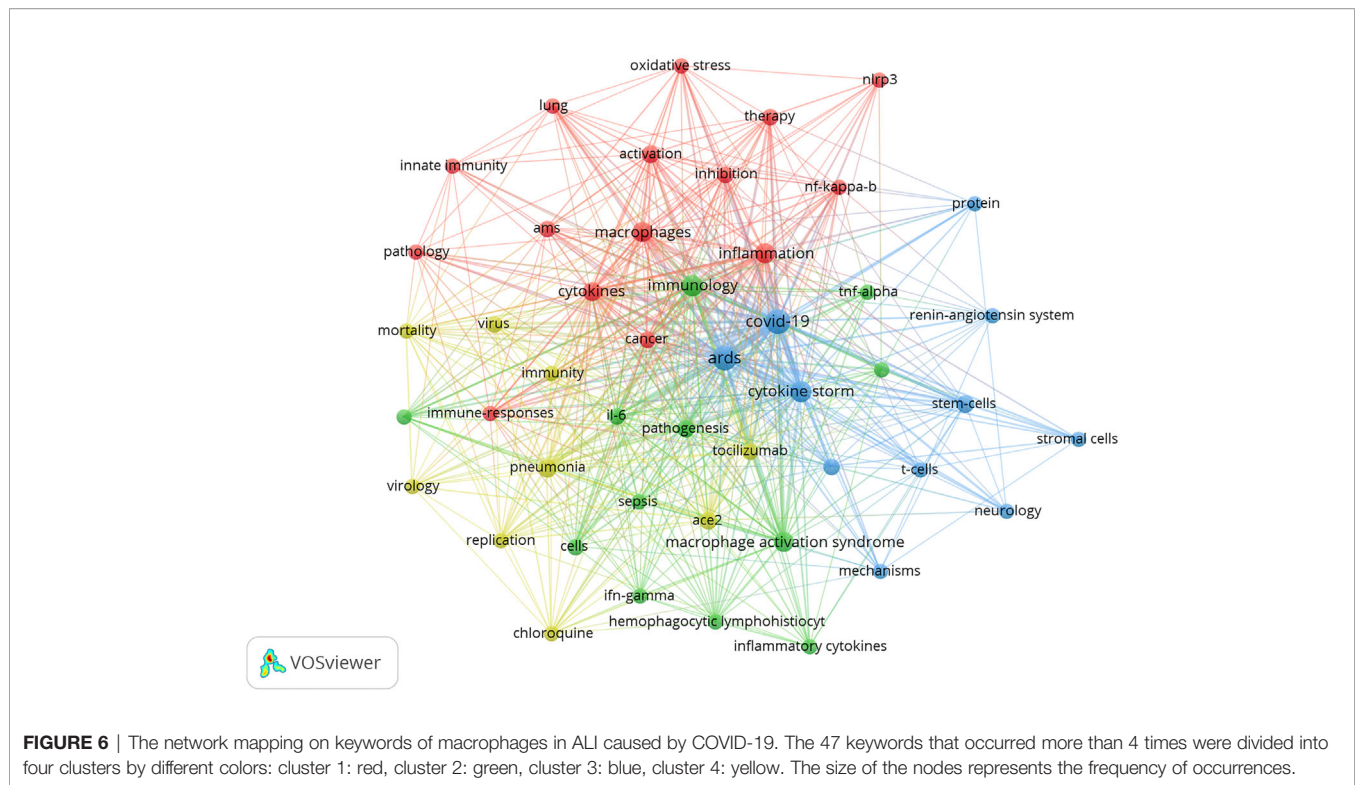 oxidative stress
nlrp3
lung
therapy
activation
innate immunity
inhibition
nf-kappa-b
protein
ams
macrophages
pathology
inflammation
immunology
cytokines
tnf-alpha
renin-angiotensin system
covid-19
virus
mortality
cancer
ards
immunity
cytokine storm
stem-cells
immune-responses
il-6
pathogenesis
stromal cells
tocilizumab
pneumonia
t-cells
virology
sepsis
neurology
ace2
replication
cells
macrophage activation syndrome
mechanisms
ifn-gamma
hemophagocytic lymphohistiocyt
chloroquine
inflammatory cytokines
VOSviewer
FIGURE 6 | The network mapping on keywords of macrophages in ALI caused by COVID-19. The 47 keywords that occurred more than 4 times were divided into
four clusters by different colors: cluster 1: red, cluster 2: green, cluster 3: blue, cluster 4: yellow. The size of the nodes represents the frequency of occurrences.